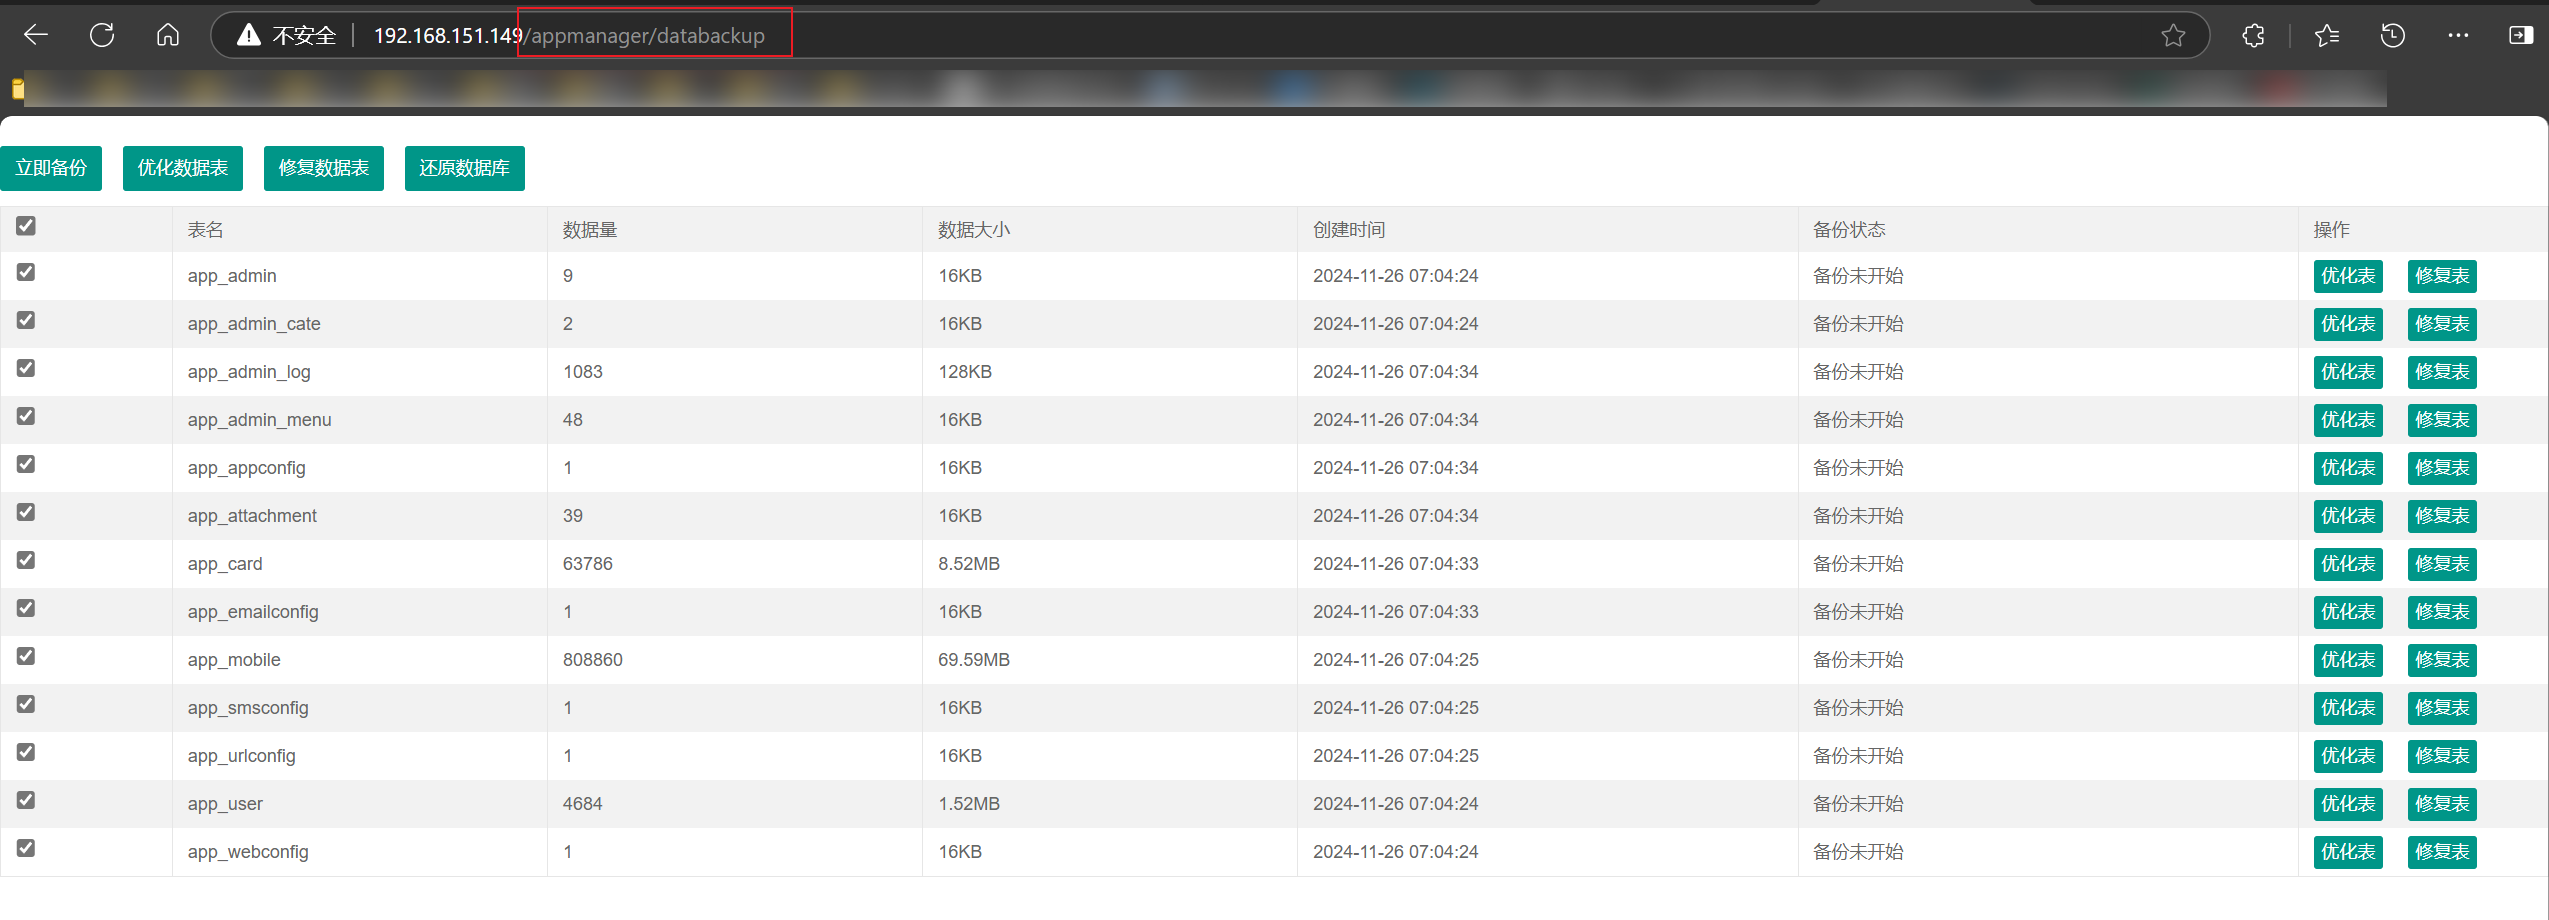 不安全 192.168.151.149/appmanager/databackup
立即备份 优化数据表 修复数据表 还原数据库
表名 数据量 数据大小 创建时间 备份状态 操作
app_admin 9 16KB 2024-11-26 07:04:24 备份未开始 优化表 修复表
app_admin_cate 2 16KB 2024-11-26 07:04:24 备份未开始 优化表 修复表
app_admin_log 1083 128KB 2024-11-26 07:04:34 备份未开始 优化表 修复表
app_admin_menu 48 16KB 2024-11-26 07:04:34 备份未开始 优化表 修复表
app_appconfig 1 16KB 2024-11-26 07:04:34 备份未开始 优化表 修复表
app_attachment 39 16KB 2024-11-26 07:04:34 备份未开始 优化表 修复表
app_card 63786 8.52MB 2024-11-26 07:04:33 备份未开始 优化表 修复表
app_emailconfig 1 16KB 2024-11-26 07:04:33 备份未开始 优化表 修复表
app_mobile 808860 69.59MB 2024-11-26 07:04:25 备份未开始 优化表 修复表
app_smsconfig 1 16KB 2024-11-26 07:04:25 备份未开始 优化表 修复表
app_urlconfig 1 16KB 2024-11-26 07:04:25 备份未开始 优化表 修复表
app_user 4684 1.52MB 2024-11-26 07:04:24 备份未开始 优化表 修复表
app_webconfig 1 16KB 2024-11-26 07:04:24 备份未开始 优化表 修复表